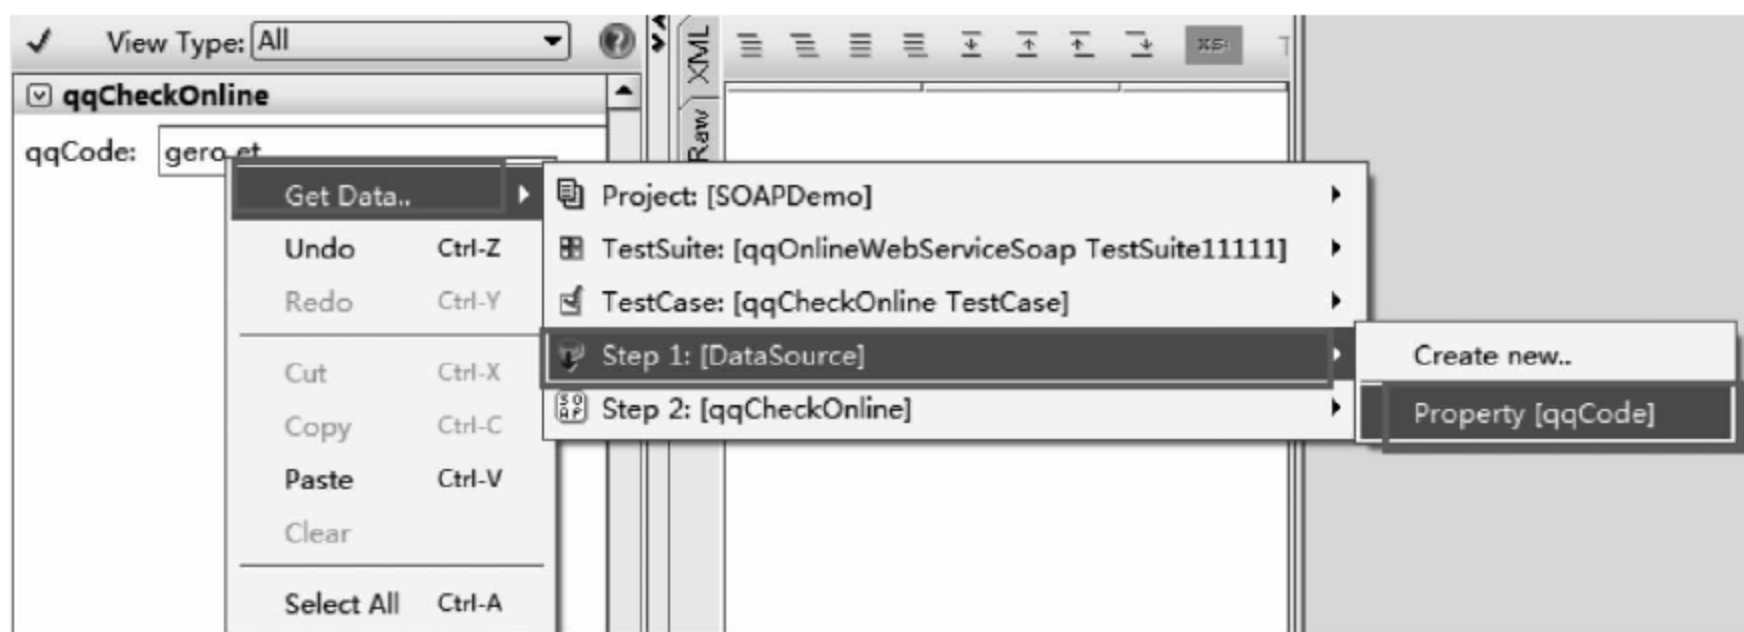 View Type: All
XML
qqCheckOnline
Raw
qqCode: gero et
Get Data..
Project: [SOAPDemo]
Undo Ctrl-Z
TestSuite: [qqOnlineWebServiceSoap TestSuite11111]
Redo Ctrl-Y
TestCase: [qqCheckOnline TestCase]
Step 1: [DataSource]
Create new..
Cut Ctrl-X
Step 2: [qqCheckOnline]
Property [qqCode]
Copy Ctrl-C
Paste Ctrl-V
Clear
Select All Ctrl-A